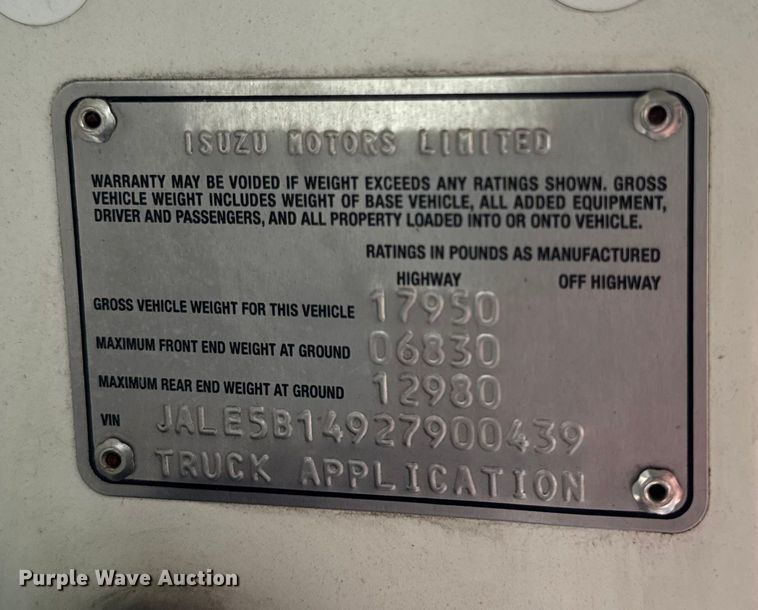 ISUZU MOTORS LIMITED
WARRANTY MAY BE VOIDED IF WEIGHT EXCEEDS ANY RATINGS SHOWN. GROSS
VEHICLE WEIGHT INCLUDES WEIGHT OF BASE VEHICLE, ALL ADDED EQUIPMENT,
DRIVER AND PASSENGERS, AND ALL PROPERTY LOADED INTO OR ONTO VEHICLE.
RATINGS IN POUNDS AS MANUFACTURED
HIGHWAY OFF HIGHWAY
GROSS VEHICLE WEIGHT FOR THIS VEHICLE 17950
MAXIMUM FRONT END WEIGHT AT GROUND 06830
MAXIMUM REAR END WEIGHT AT GROUND 12980
VIN JALE5B14927900439
TRUCK APPLICATION
Purple Wave Auction